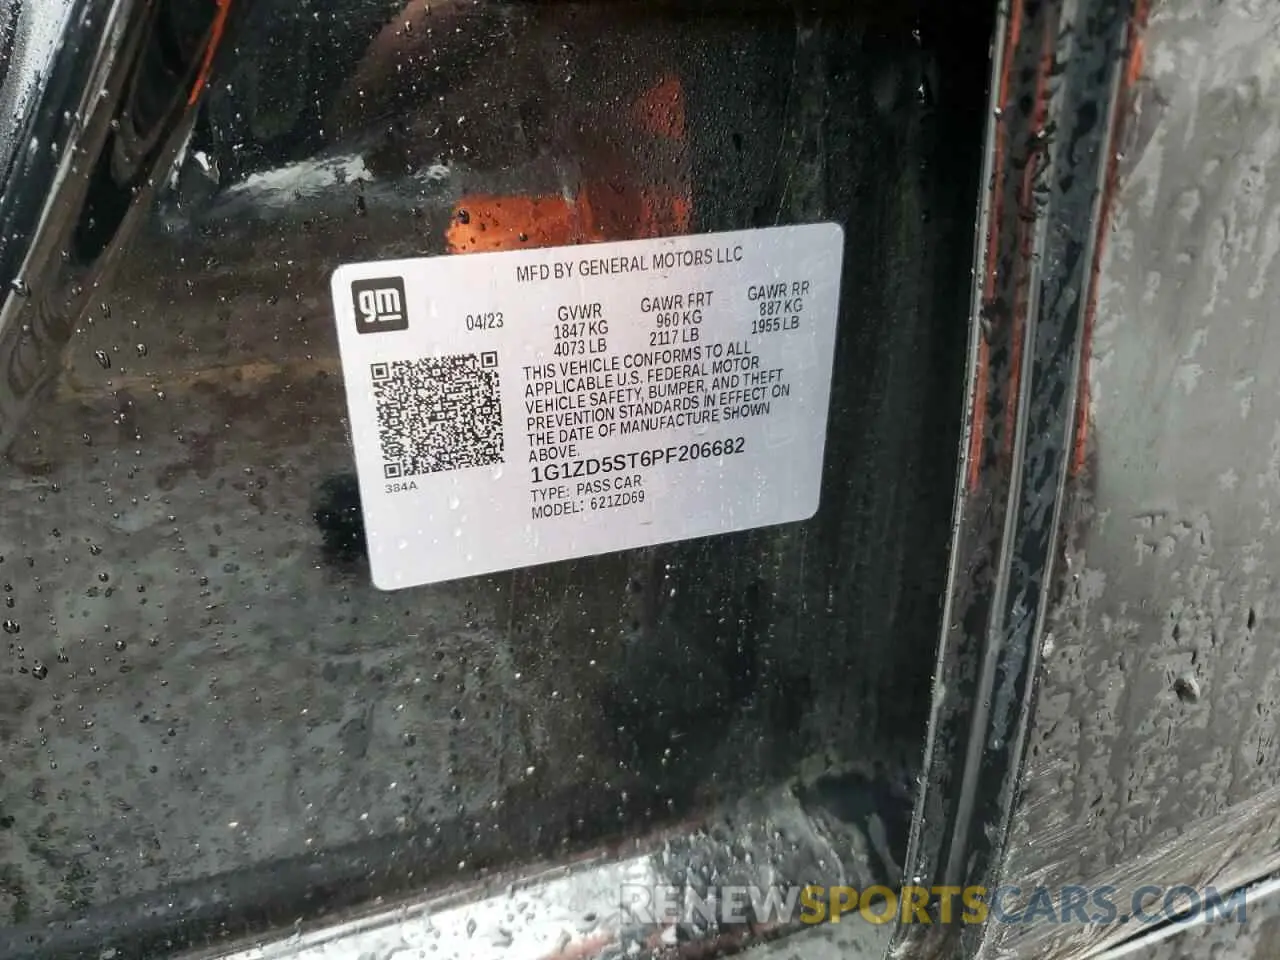 MFD BY GENERAL MOTORS LLC
gm
04/23
GVWR
1847 KG
4073 LB
GAWR FRT
960 KG
2117 LB
GAWR RR
887 KG
1955 LB
THIS VEHICLE CONFORMS TO ALL
APPLICABLE U.S. FEDERAL MOTOR
VEHICLE SAFETY, BUMPER, AND THEFT
PREVENTION STANDARDS IN EFFECT ON
THE DATE OF MANUFACTURE SHOWN
ABOVE.
1G1ZD5ST6PF206682
TYPE: PASS CAR
MODEL: 621ZD69
384A
RENEWSPORTSCARS.COM